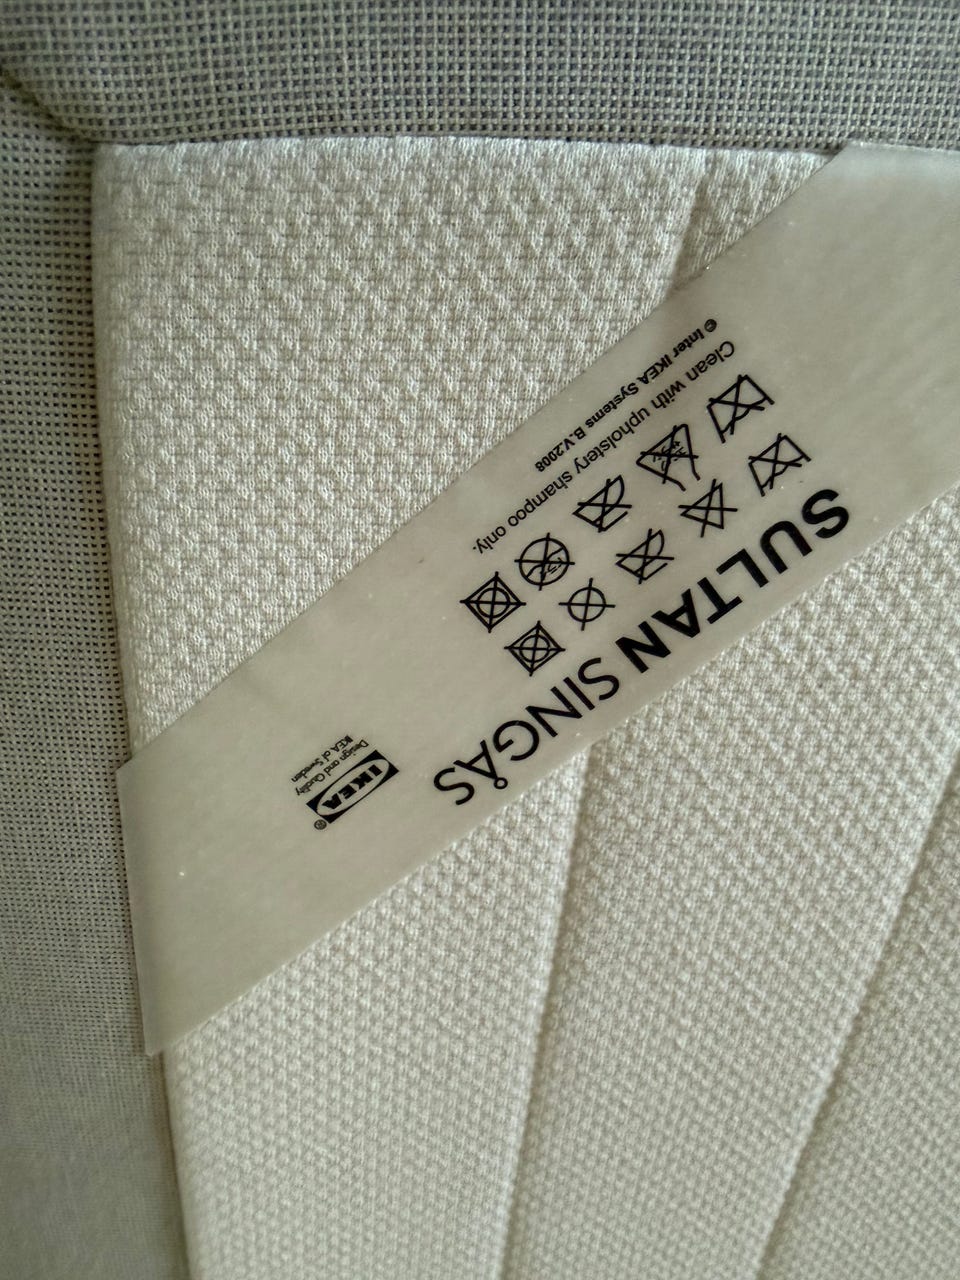 SULTAN SINGÅS
Clean with upholstery shampoo only.
© Inter IKEA Systems B.V.2008
IKEA®
Design and Quality
IKEA of Sweden